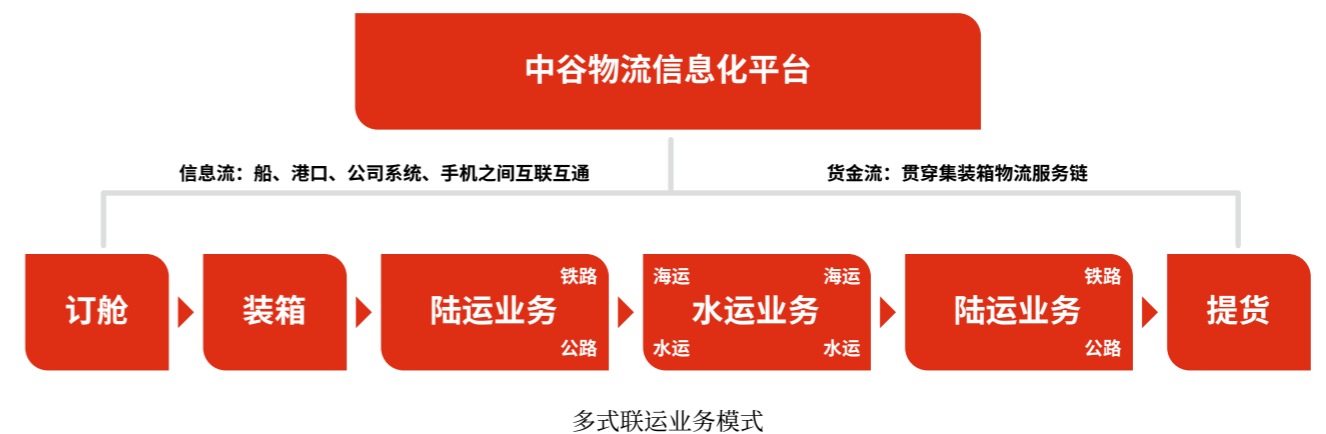 中谷物流信息化平台
信息流：船、港口、公司系统、手机之间互联互通
货金流：贯穿集装箱物流服务链
订舱
装箱
铁路
陆运业务
公路
海运
海运
水运业务
水运
水运
铁路
陆运业务
公路
提货
多式联运业务模式